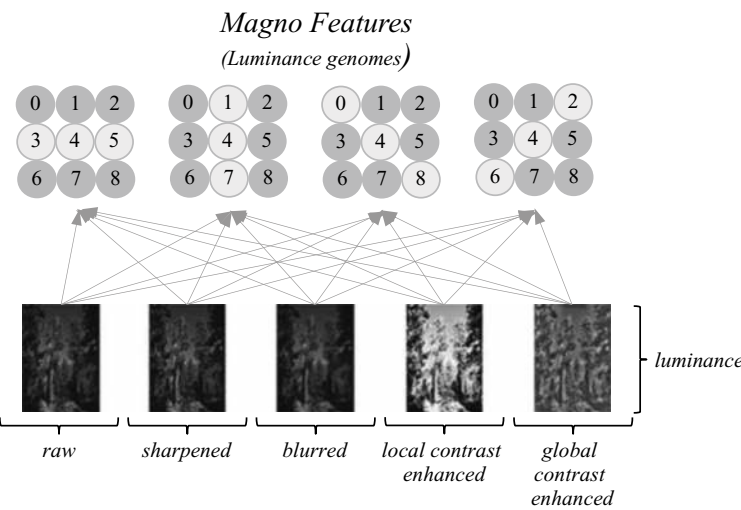 Magno Features
(Luminance genomes)
0 1 2 0 1 2 0 1 2 0 1 2
3 4 5 3 4 5 3 4 5 3 4 5
6 7 8 6 7 8 6 7 8 6 7 8
luminance
raw sharpened blurred local contrast enhanced global contrast enhanced